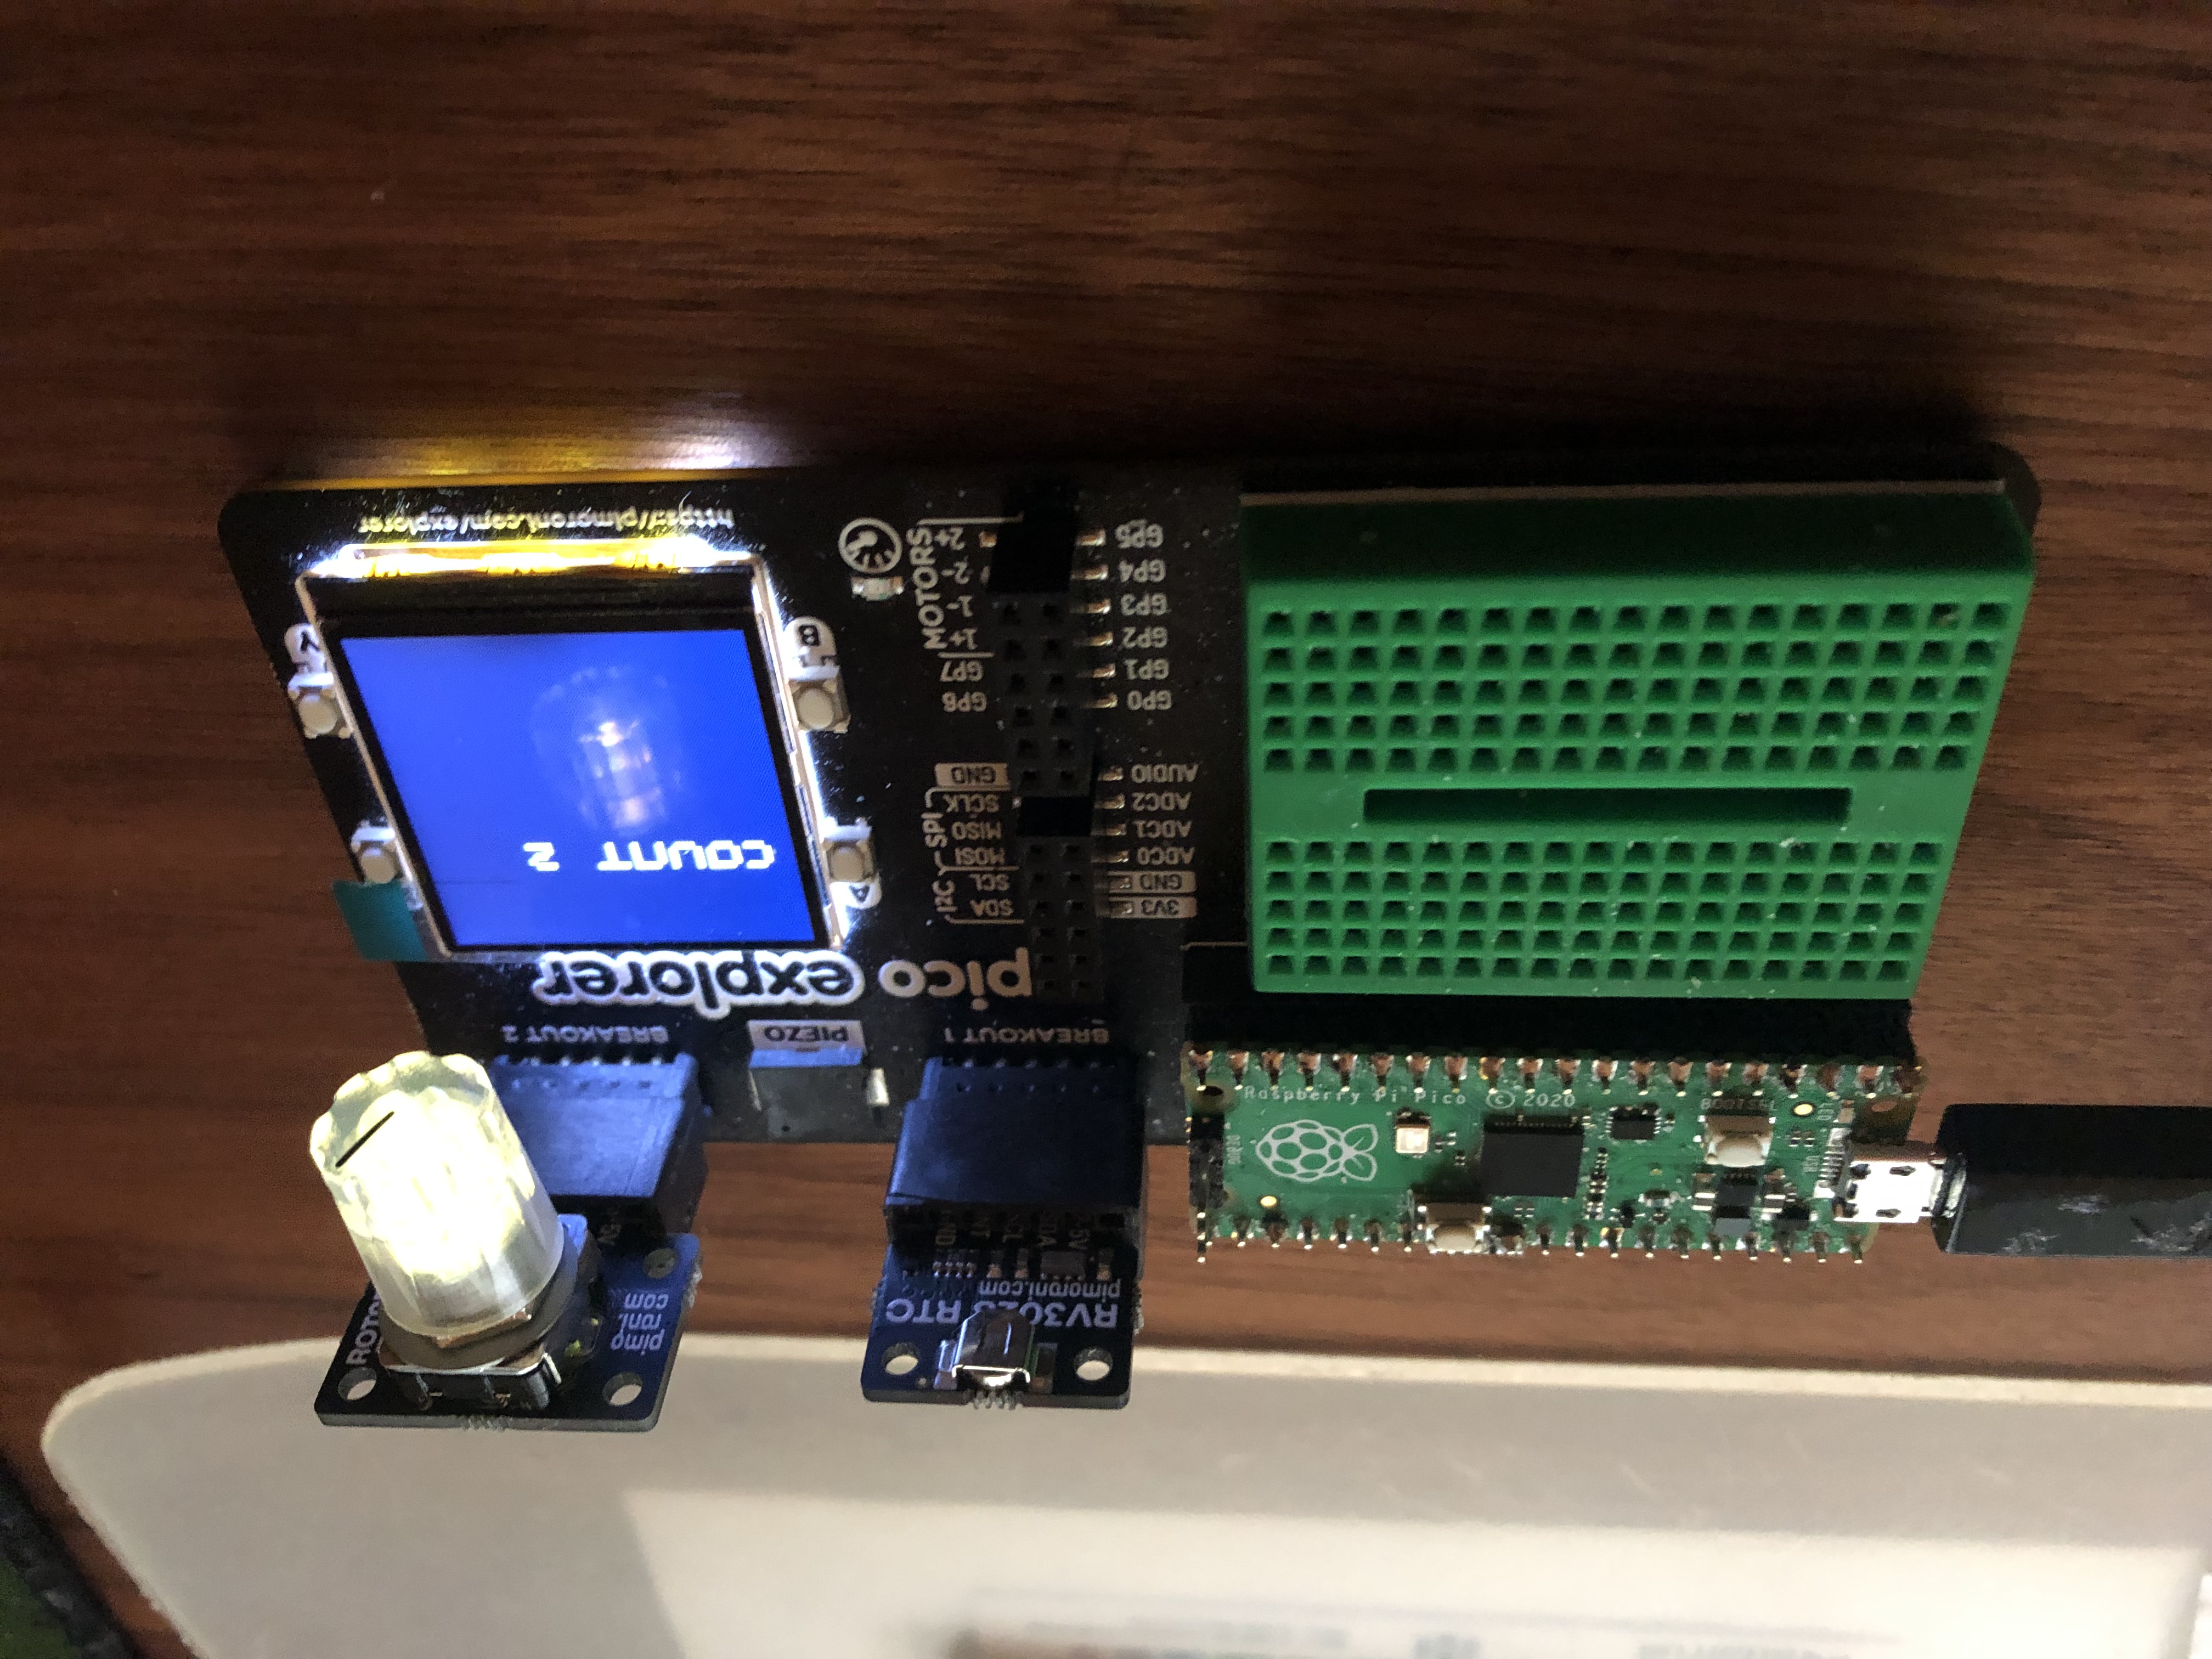 RV3028 RTC
pimoroni.com
pimo
roni.
com
Raspberry Pi Pico © 2020
BOOTSEL
BREAKOUT 1
PIEZO
BREAKOUT 2
pico explorer
3V3
SDA
GND
SCL
I2C
ADC0
MOSI
ADC1
MISO
ADC2
SCLK
SPI
AUDIO
GND
GP0
GP6
GP1
GP7
GP2
1+
GP3
1-
GP4
2-
GP5
2+
MOTORS
A
B
Y
COUNT 2
https://pimoroni.com/explorer